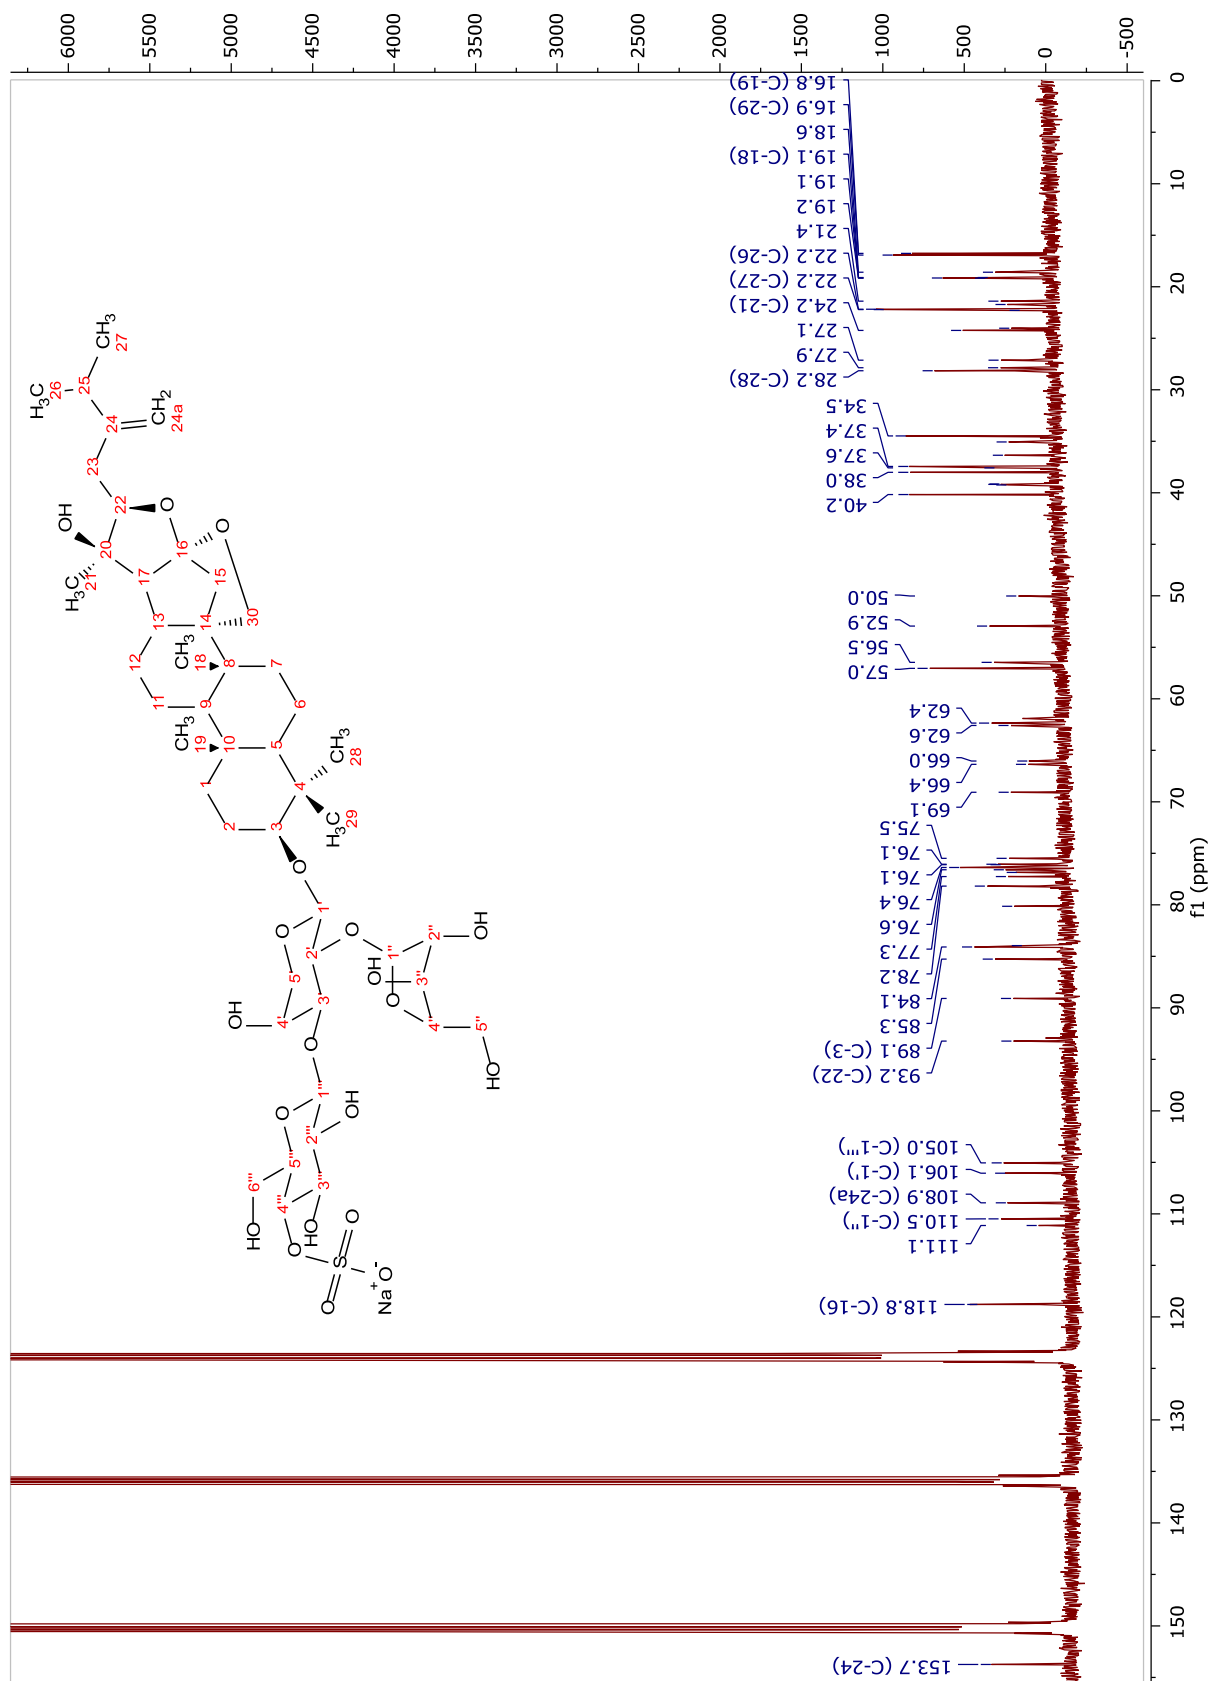 6000
5500
5000
4500
4000
3500
3000
2500
2000
1500
1000
500
0
-500
16.8 (C-19)
16.9 (C-29)
18.6
19.1 (C-18)
19.1
19.2
21.4
22.2 (C-26)
22.2 (C-27)
24.2 (C-21)
27.1
27.9
28.2 (C-28)
34.5
37.4
37.6
38.0
40.2
50.0
52.9
56.5
57.0
62.4
62.6
66.0
66.4
69.1
75.5
76.1
76.1
76.4
76.6
77.3
78.2
84.1
85.3
89.1 (C-3)
93.2 (C-22)
105.0 (C-1''')
106.1 (C-1')
108.9 (C-24a)
110.5 (C-1'')
111.1
118.8 (C-16)
153.7 (C-24)
0
10
20
30
40
50
60
70
80
90
100
110
120
130
140
150
f1 (ppm)
CH3
27
H3C
26
25
24
CH2
24a
23
22
O
OH
20
H3C
21
17
16
O
15
13
14
30
12
CH3
18
8
7
11
9
6
CH3
19
10
5
1
4
CH3
28
2
3
H3C
29
O
1'
O
2'
O
5'
3'
OH
4'
O
1''
2''
OH
OH
3''
O
4''
5''
HO
1'''
O
2'''
OH
5'''
3'''
6'''
4'''
HO
HO
O
S
O
O
O-
Na+